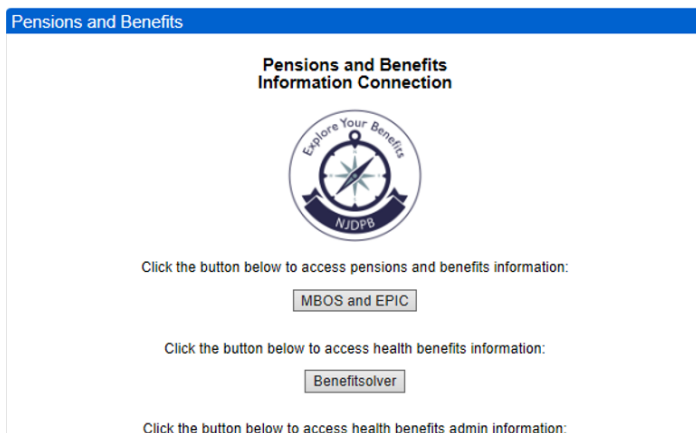 Pensions and Benefits
Pensions and Benefits
Information Connection
Explore Your Benefits
NJDPB
Click the button below to access pensions and benefits information:
MBOS and EPIC
Click the button below to access health benefits information:
Benefitsolver
Click the button below to access health benefits admin information: